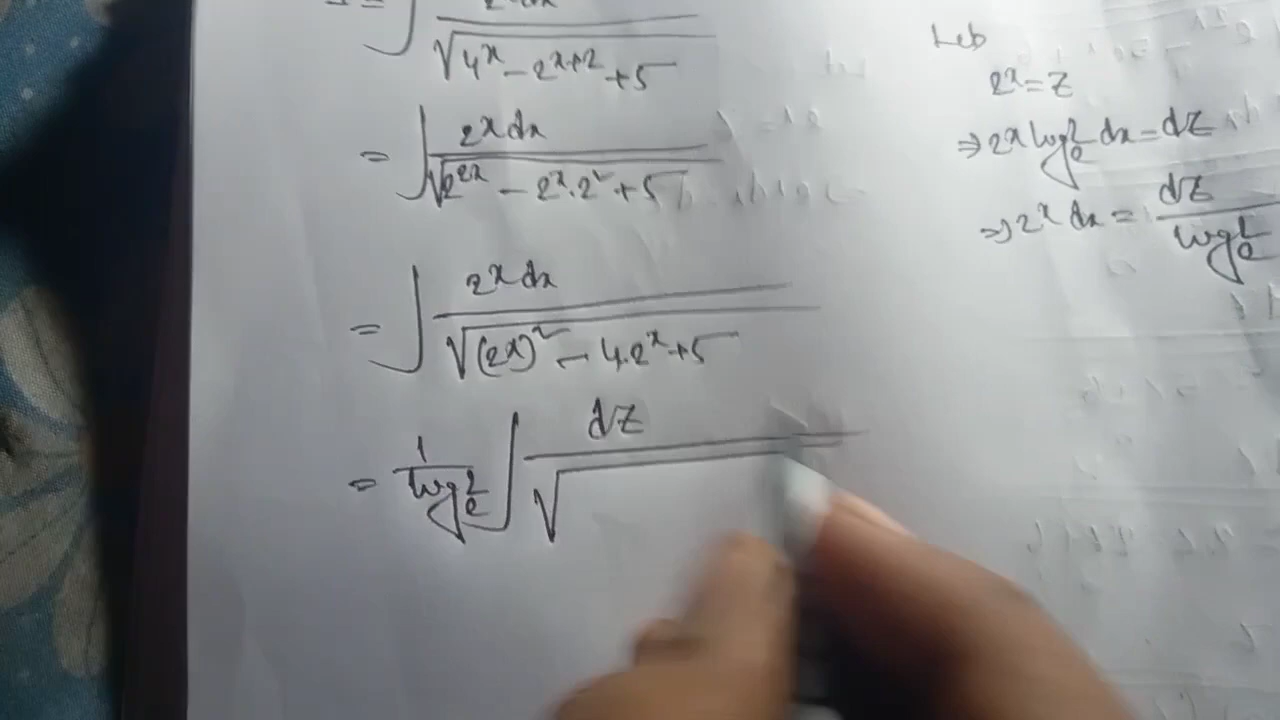 I = ∫ 2^x dx / √(4^x - 2^(x+2) + 5)
= ∫ 2^x dx / √(2^(2x) - 2^x . 2^2 + 5)
= ∫ 2^x dx / √((2^x)^2 - 4.2^x + 5)
= 1/log_e 2 ∫ dz / √
Let
2^x = z
⇒ 2^x log_e 2 dx = dz
⇒ 2^x dx = dz / log_e 2